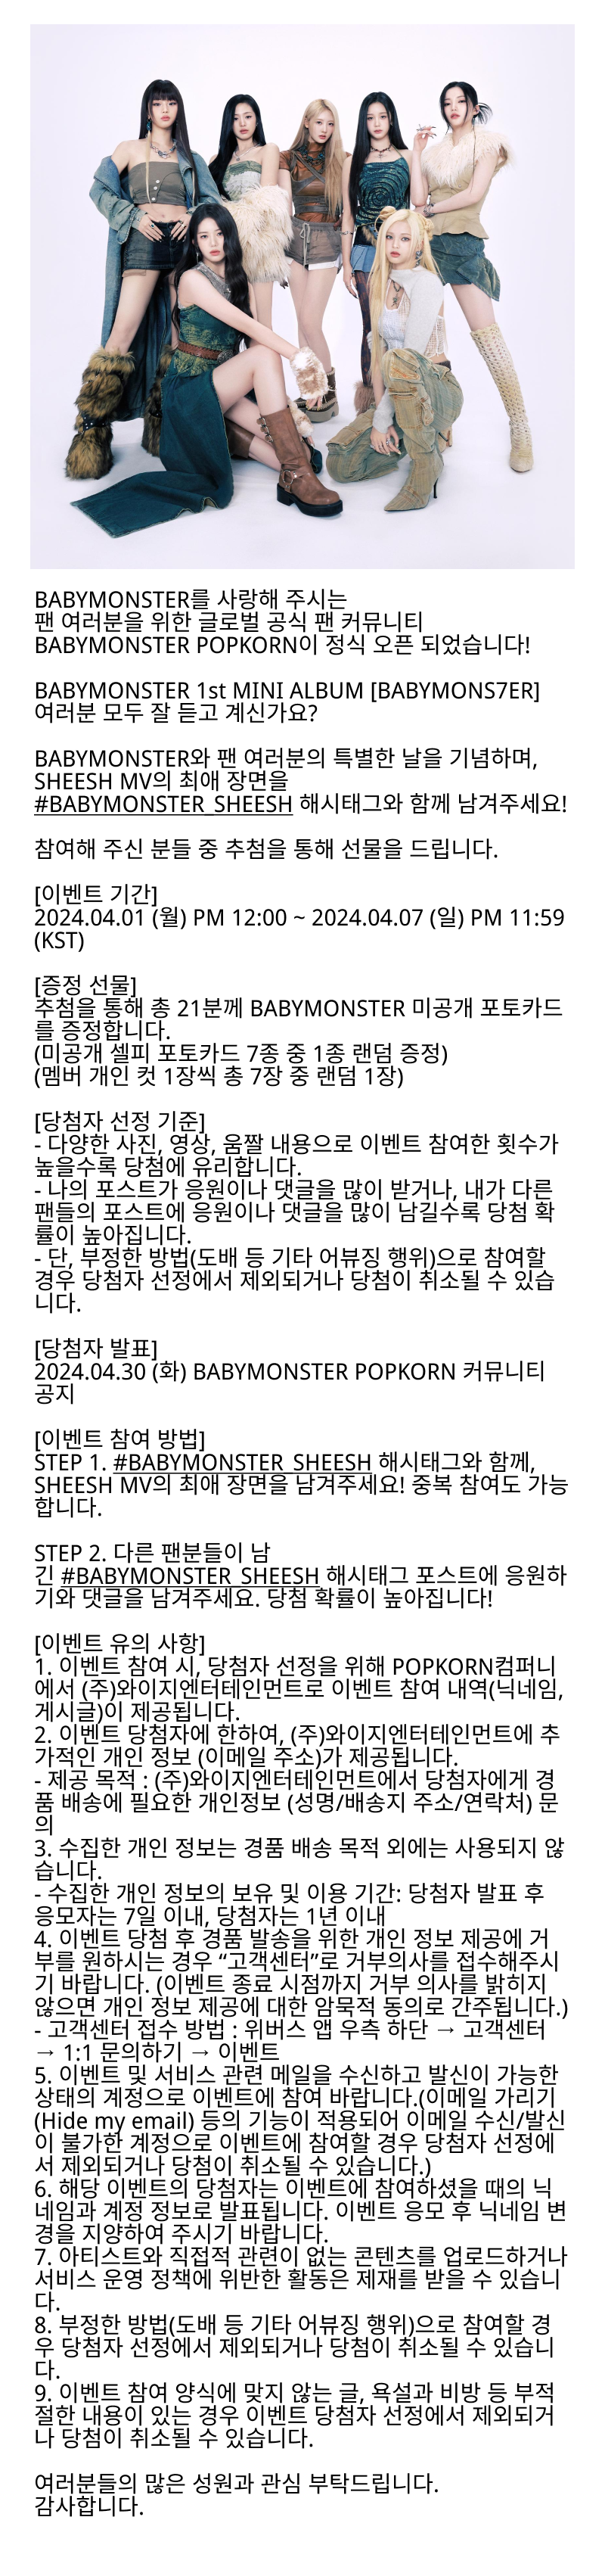 BABYMONSTER를 사랑해 주시는
팬 여러분을 위한 글로벌 공식 팬 커뮤니티
BABYMONSTER POPKORN이 정식 오픈 되었습니다!
BABYMONSTER 1st MINI ALBUM [BABYMONS7ER]
여러분 모두 잘 듣고 계신가요?
BABYMONSTER와 팬 여러분의 특별한 날을 기념하며,
SHEESH MV의 최애 장면을
#BABYMONSTER_SHEESH 해시태그와 함께 남겨주세요!
참여해 주신 분들 중 추첨을 통해 선물을 드립니다.
[이벤트 기간]
2024.04.01 (월) PM 12:00 ~ 2024.04.07 (일) PM 11:59
(KST)
[증정 선물]
추첨을 통해 총 21분께 BABYMONSTER 미공개 포토카드
를 증정합니다.
(미공개 셀피 포토카드 7종 중 1종 랜덤 증정)
(멤버 개인 컷 1장씩 총 7장 중 랜덤 1장)
[당첨자 선정 기준]
- 다양한 사진, 영상, 움짤 내용으로 이벤트 참여한 횟수가
높을수록 당첨에 유리합니다.
- 나의 포스트가 응원이나 댓글을 많이 받거나, 내가 다른
팬들의 포스트에 응원이나 댓글을 많이 남길수록 당첨 확
률이 높아집니다.
- 단, 부정한 방법(도배 등 기타 어뷰징 행위)으로 참여할
경우 당첨자 선정에서 제외되거나 당첨이 취소될 수 있습
니다.
[당첨자 발표]
2024.04.30 (화) BABYMONSTER POPKORN 커뮤니티
공지
[이벤트 참여 방법]
STEP 1. #BABYMONSTER_SHEESH 해시태그와 함께,
SHEESH MV의 최애 장면을 남겨주세요! 중복 참여도 가능
합니다.
STEP 2. 다른 팬분들이 남
긴 #BABYMONSTER_SHEESH 해시태그 포스트에 응원하
기와 댓글을 남겨주세요. 당첨 확률이 높아집니다!
[이벤트 유의 사항]
1. 이벤트 참여 시, 당첨자 선정을 위해 POPKORN컴퍼니
에서 (주)와이지엔터테인먼트로 이벤트 참여 내역(닉네임,
게시글)이 제공됩니다.
2. 이벤트 당첨자에 한하여, (주)와이지엔터테인먼트에 추
가적인 개인 정보 (이메일 주소)가 제공됩니다.
- 제공 목적 : (주)와이지엔터테인먼트에서 당첨자에게 경
품 배송에 필요한 개인정보 (성명/배송지 주소/연락처) 문
의
3. 수집한 개인 정보는 경품 배송 목적 외에는 사용되지 않
습니다.
- 수집한 개인 정보의 보유 및 이용 기간: 당첨자 발표 후
응모자는 7일 이내, 당첨자는 1년 이내
4. 이벤트 당첨 후 경품 발송을 위한 개인 정보 제공에 거
부를 원하시는 경우 “고객센터”로 거부의사를 접수해주시
기 바랍니다. (이벤트 종료 시점까지 거부 의사를 밝히지
않으면 개인 정보 제공에 대한 암묵적 동의로 간주됩니다.)
- 고객센터 접수 방법 : 위버스 앱 우측 하단 → 고객센터
→ 1:1 문의하기 → 이벤트
5. 이벤트 및 서비스 관련 메일을 수신하고 발신이 가능한
상태의 계정으로 이벤트에 참여 바랍니다.(이메일 가리기
(Hide my email) 등의 기능이 적용되어 이메일 수신/발신
이 불가한 계정으로 이벤트에 참여할 경우 당첨자 선정에
서 제외되거나 당첨이 취소될 수 있습니다.)
6. 해당 이벤트의 당첨자는 이벤트에 참여하셨을 때의 닉
네임과 계정 정보로 발표됩니다. 이벤트 응모 후 닉네임 변
경을 지양하여 주시기 바랍니다.
7. 아티스트와 직접적 관련이 없는 콘텐츠를 업로드하거나
서비스 운영 정책에 위반한 활동은 제재를 받을 수 있습니
다.
8. 부정한 방법(도배 등 기타 어뷰징 행위)으로 참여할 경
우 당첨자 선정에서 제외되거나 당첨이 취소될 수 있습니
다.
9. 이벤트 참여 양식에 맞지 않는 글, 욕설과 비방 등 부적
절한 내용이 있는 경우 이벤트 당첨자 선정에서 제외되거
나 당첨이 취소될 수 있습니다.
여러분들의 많은 성원과 관심 부탁드립니다.
감사합니다.